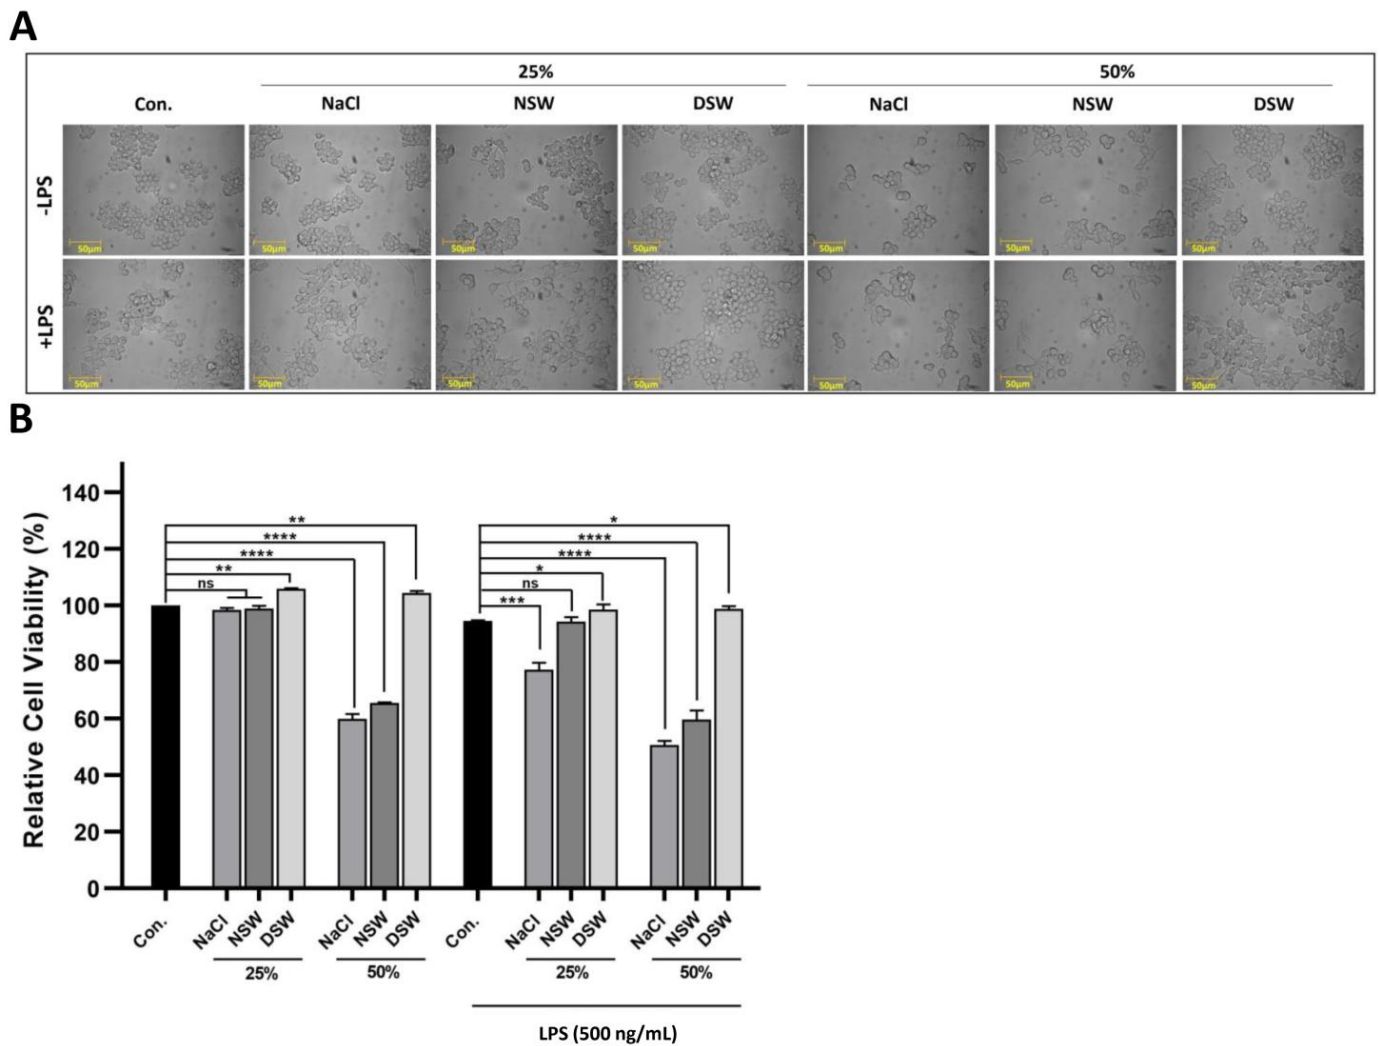 A
25% 50%
Con. NaCl NSW DSW NaCl NSW DSW
-LPS
50μm 50μm 50μm 50μm 50μm 50μm 50μm
+LPS
50μm 50μm 50μm 50μm 50μm 50μm 50μm
B
Relative Cell Viability (%)
140
120
100
80
60
40
20
0
** *
**** ****
**** ****
** *
ns ns
***
Con. NaCl NSW DSW NaCl NSW DSW Con. NaCl NSW DSW NaCl NSW DSW
25% 50% 25% 50%
LPS (500 ng/mL)